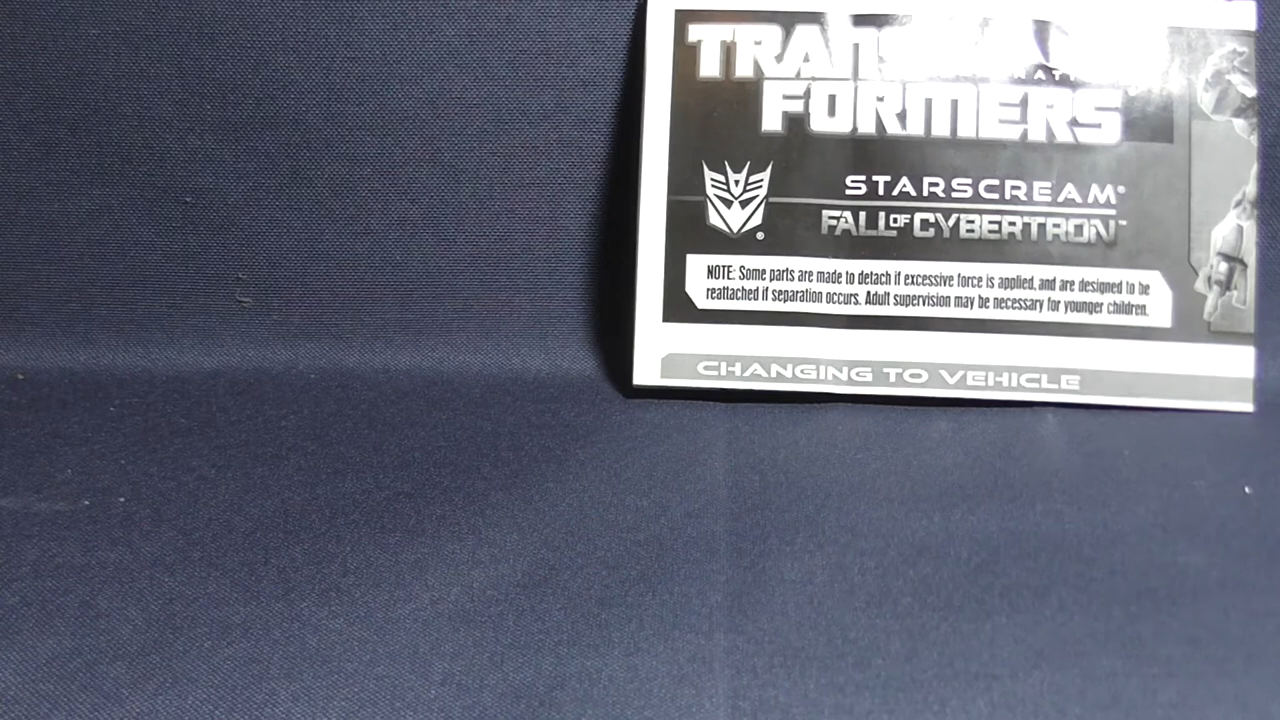 TRANSFORMERS
STARSCREAM®
FALL OF CYBERTRON™
®
NOTE: Some parts are made to detach if excessive force is applied, and are designed to be
reattached if separation occurs. Adult supervision may be necessary for younger children.
CHANGING TO VEHICLE